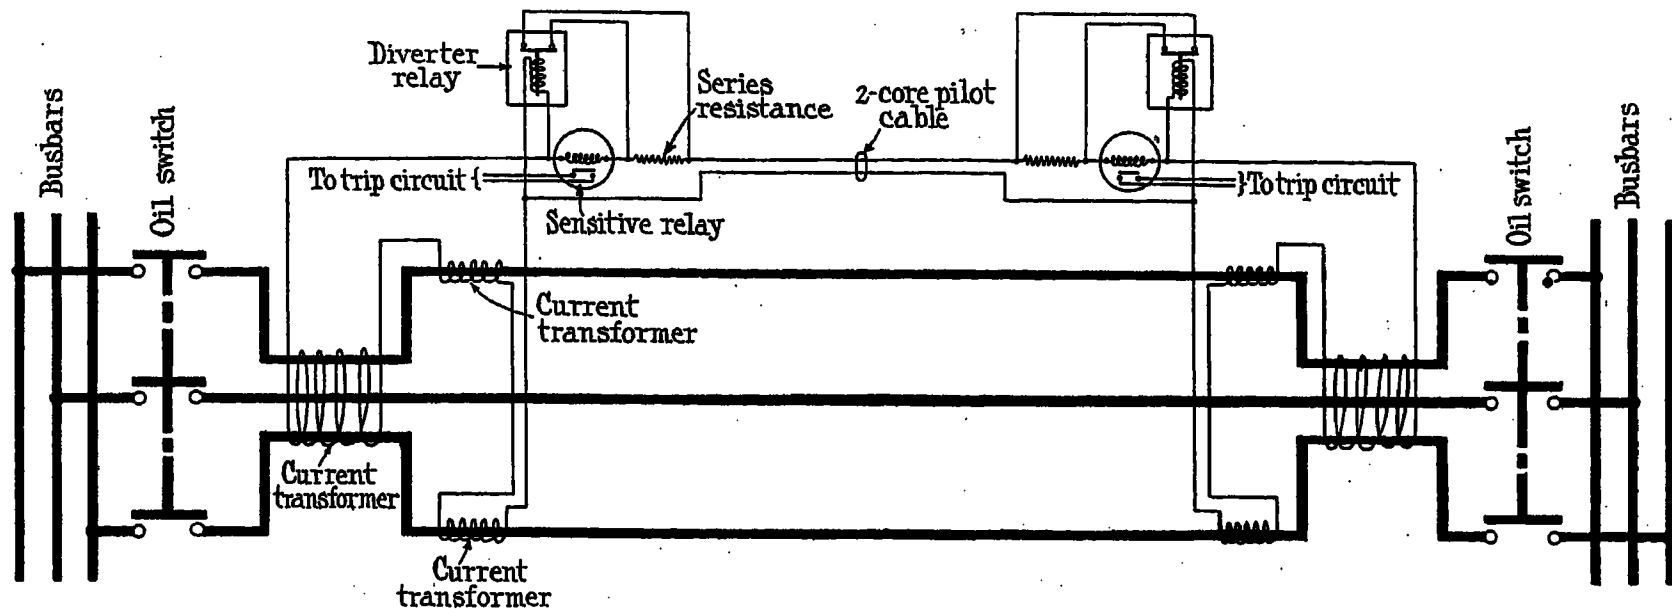 Diverter
relay
Series
resistance
2-core pilot
cable
Busbars
Oil switch
To trip circuit {
Sensitive relay
} To trip circuit
Oil switch
Busbars
Current
transformer
Current
transformer
Current
transformer